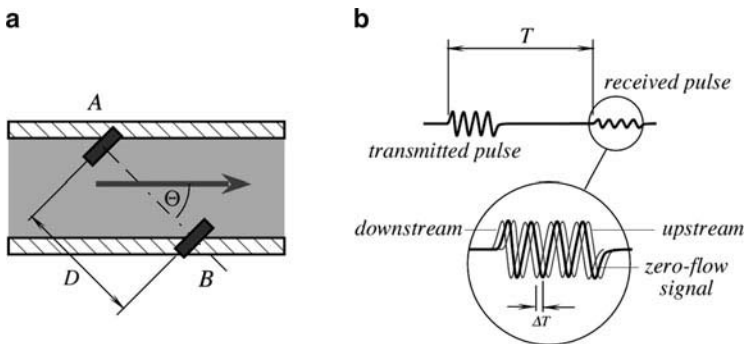 a
A
Θ
D
B
b
T
received pulse
transmitted pulse
downstream
upstream
zero-flow
signal
ΔT